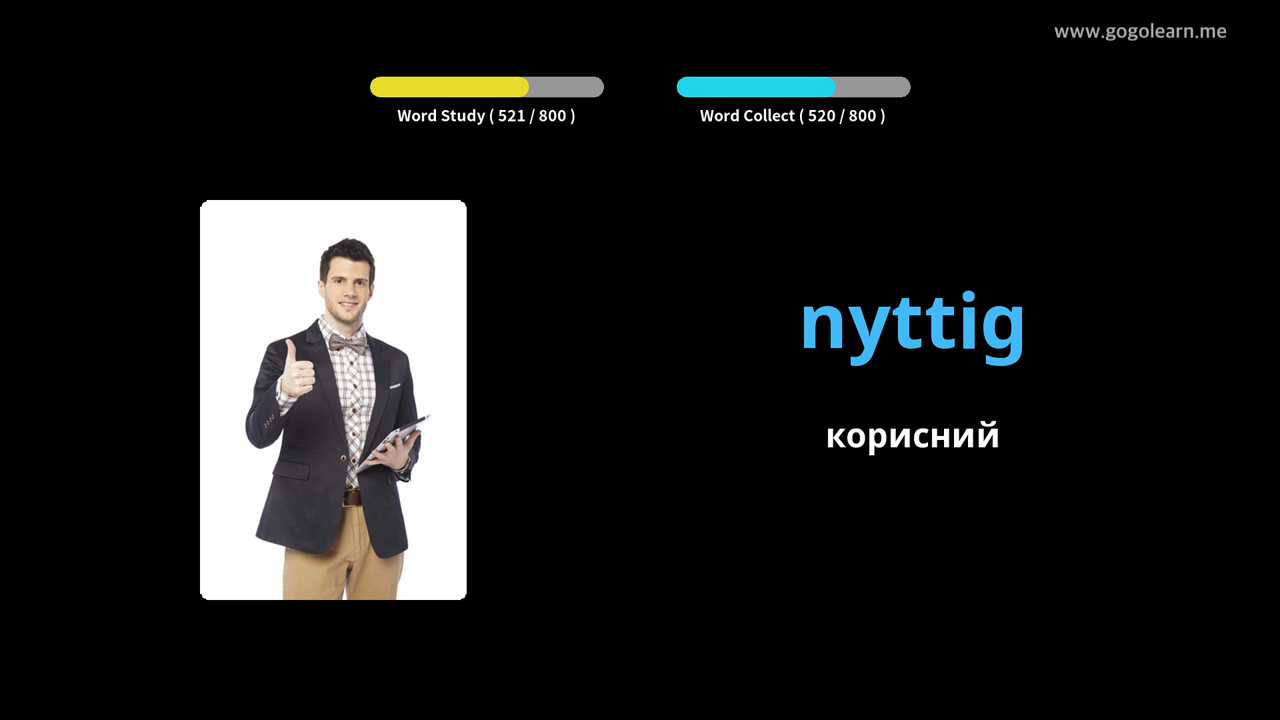 www.gogolearn.me
Word Study ( 521 / 800 )
Word Collect ( 520 / 800 )
nyttig
корисний